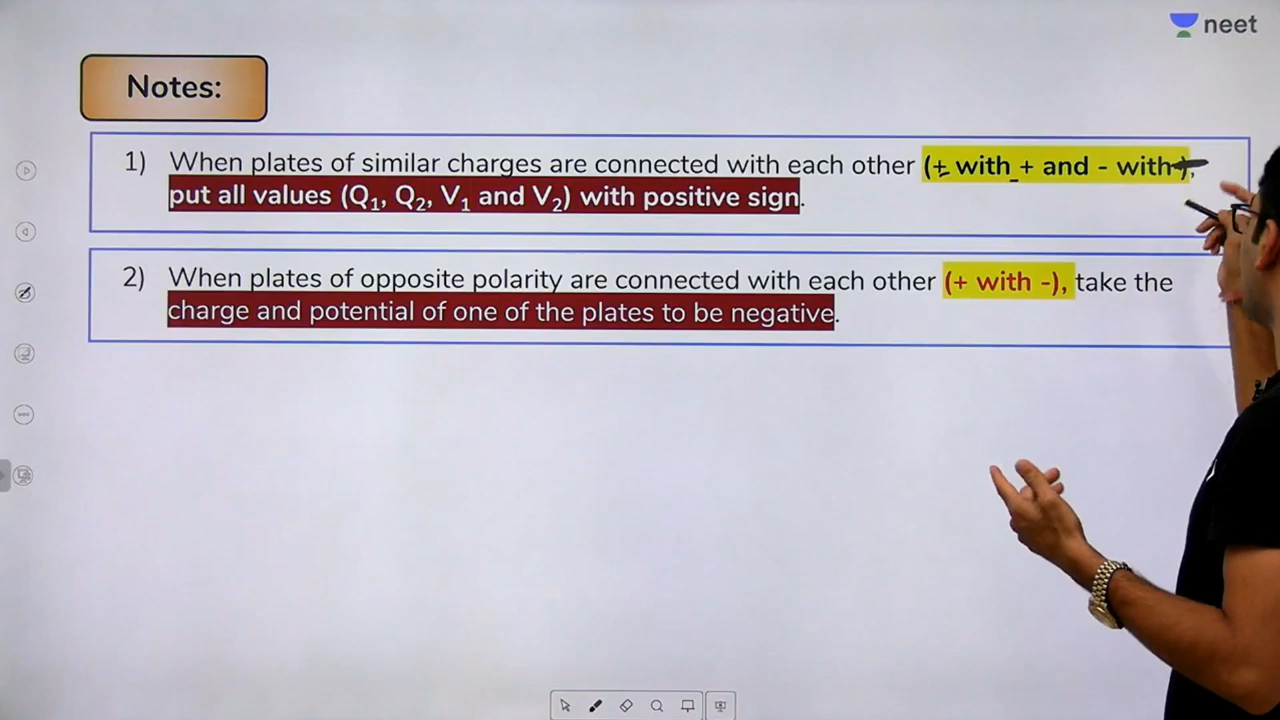 neet
Notes:
1) When plates of similar charges are connected with each other (+ with + and - with -),
put all values (Q₁, Q₂, V₁ and V₂) with positive sign.
2) When plates of opposite polarity are connected with each other (+ with -), take the
charge and potential of one of the plates to be negative.